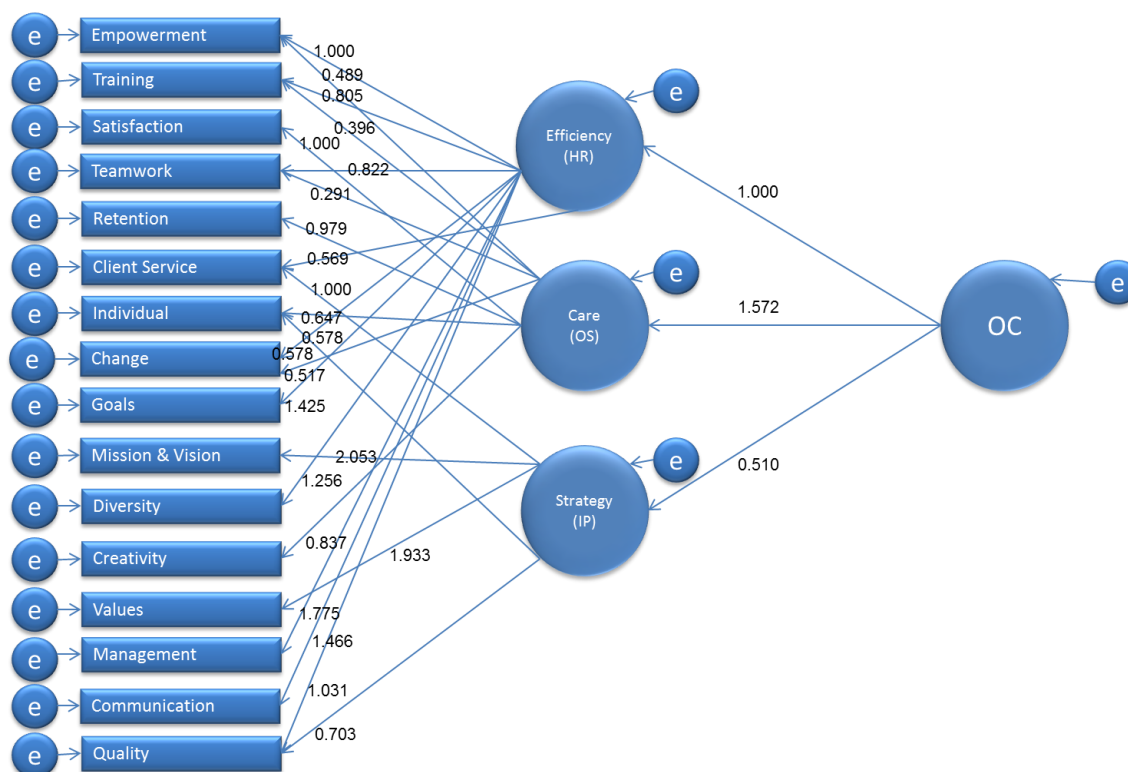 e
Empowerment
1.000
e
Training
0.489
0.805
e
Satisfaction
0.396
1.000
e
Teamwork
0.822
0.291
e
Retention
0.979
e
Client Service
0.569
1.000
e
Individual
0.647
0.578
e
Change
0.578
0.517
e
Goals
1.425
e
Mission & Vision
2.053
e
Diversity
1.256
e
Creativity
0.837
1.933
e
Values
1.775
e
Management
1.466
e
Communication
1.031
e
Quality
0.703
Efficiency
(HR)
e
Care
(OS)
e
Strategy
(IP)
e
1.000
1.572
0.510
OC
e